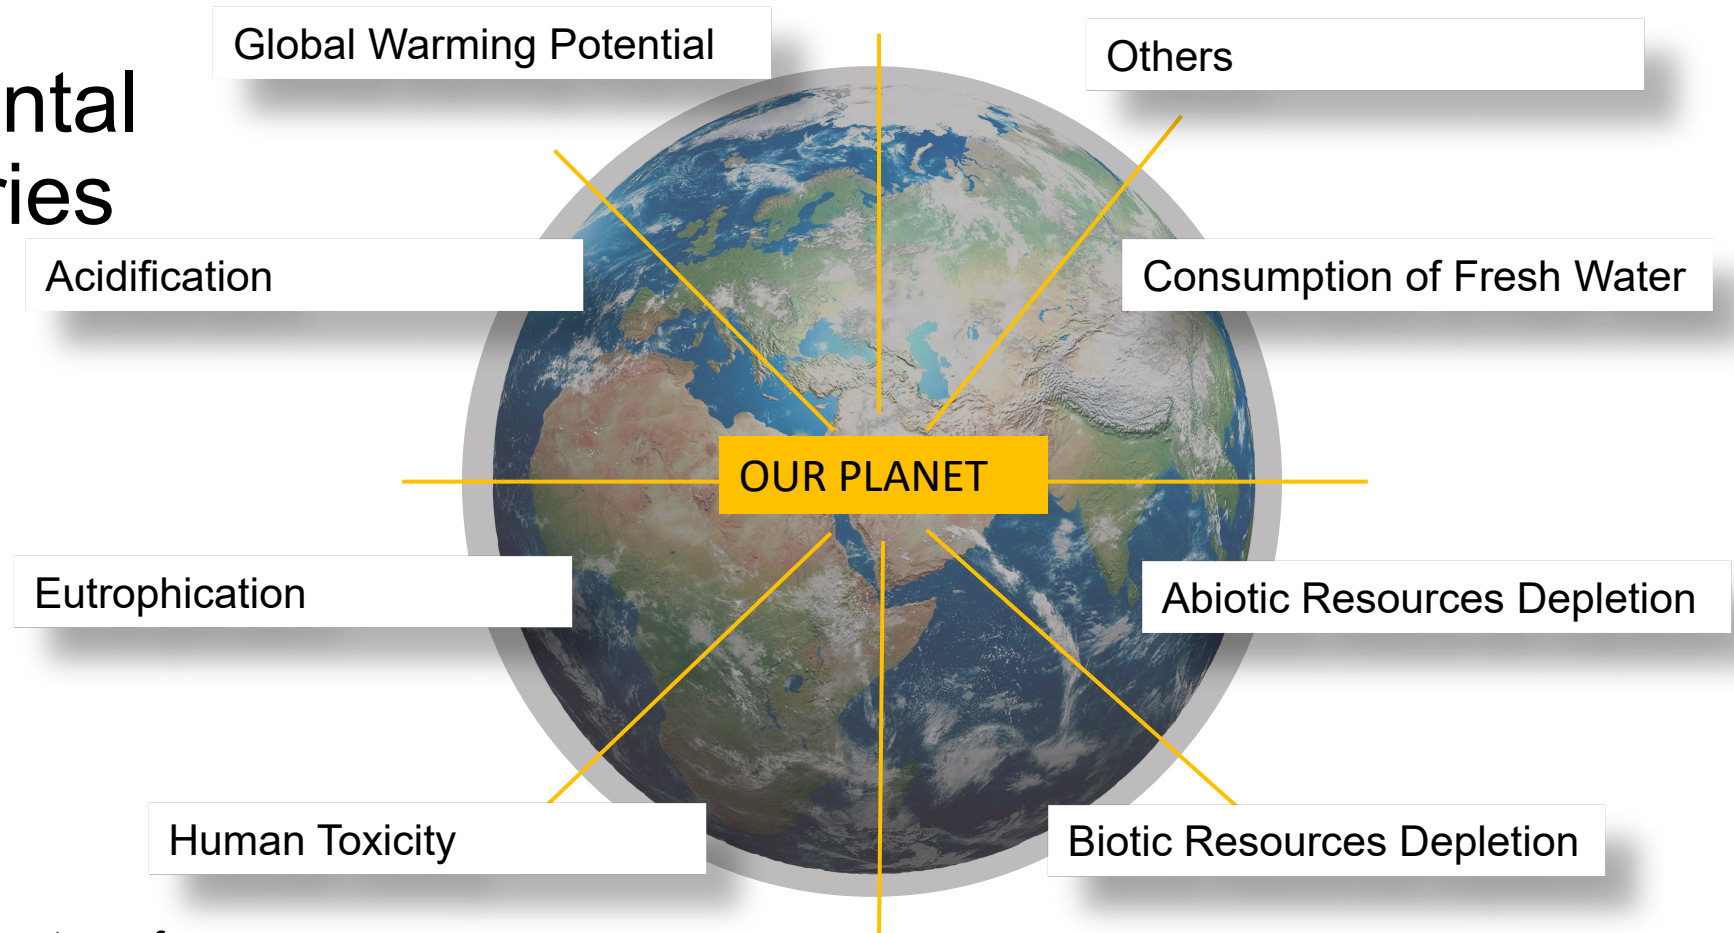 Global Warming Potential
Others
ntal
ries
Acidification
Consumption of Fresh Water
OUR PLANET
Eutrophication
Abiotic Resources Depletion
Human Toxicity
Biotic Resources Depletion